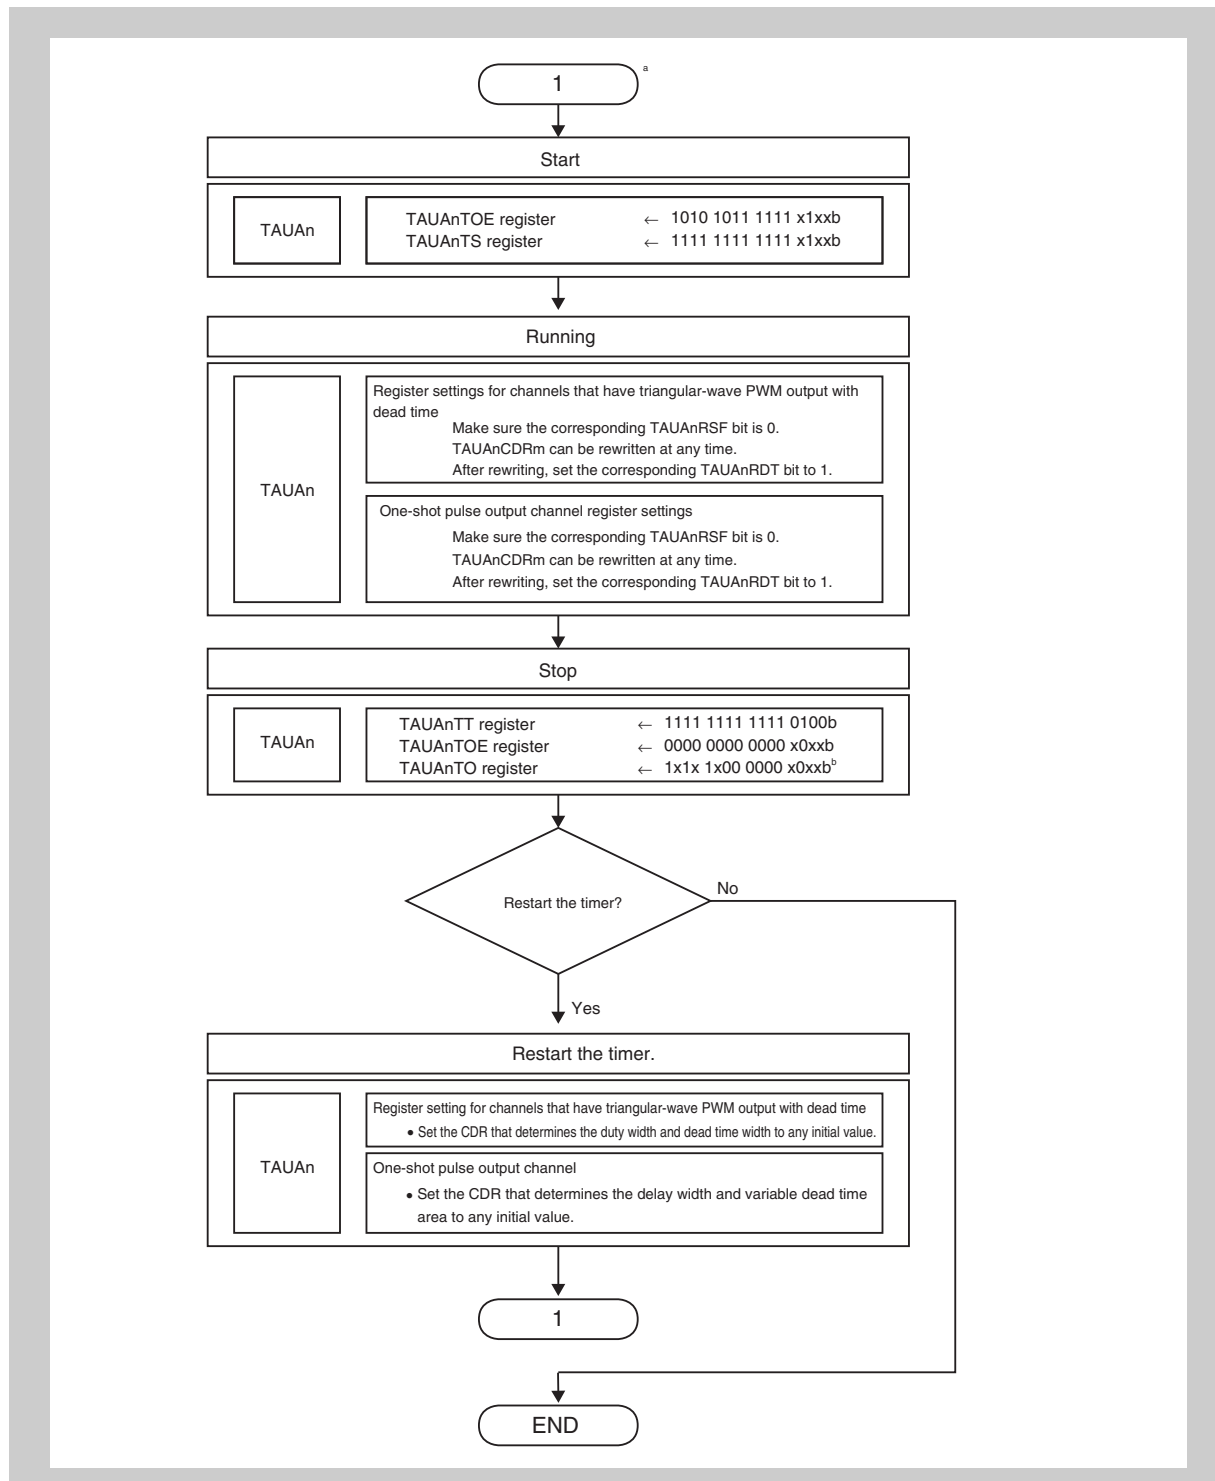 1 a
Start
TAUAn
TAUAnTOE register ← 1010 1011 1111 x1xxb
TAUAnTS register ← 1111 1111 1111 x1xxb
Running
TAUAn
Register settings for channels that have triangular-wave PWM output with
dead time
Make sure the corresponding TAUAnRSF bit is 0.
TAUAnCDRm can be rewritten at any time.
After rewriting, set the corresponding TAUAnRDT bit to 1.
One-shot pulse output channel register settings
Make sure the corresponding TAUAnRSF bit is 0.
TAUAnCDRm can be rewritten at any time.
After rewriting, set the corresponding TAUAnRDT bit to 1.
Stop
TAUAn
TAUAnTT register ← 1111 1111 1111 0100b
TAUAnTOE register ← 0000 0000 0000 x0xxb
TAUAnTO register ← 1x1x 1x00 0000 x0xxb b
Restart the timer?
No
Yes
Restart the timer.
TAUAn
Register setting for channels that have triangular-wave PWM output with dead time
● Set the CDR that determines the duty width and dead time width to any initial value.
One-shot pulse output channel
● Set the CDR that determines the delay width and variable dead time
area to any initial value.
1
END